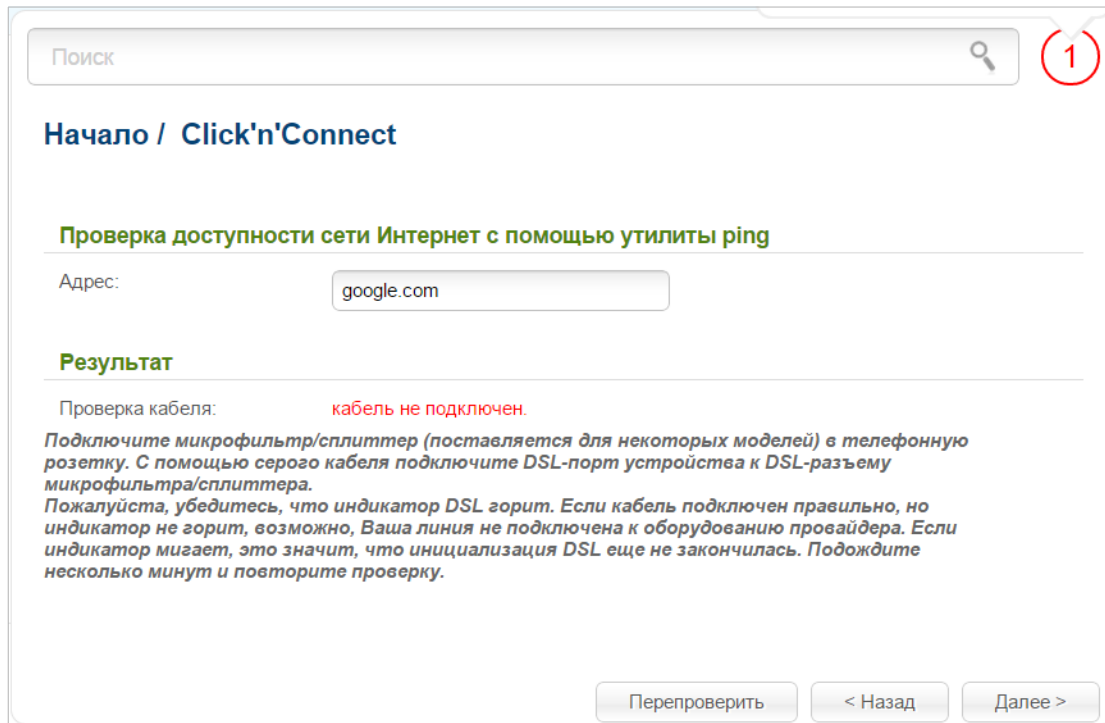 Поиск
1
Начало / Click'n'Connect
Проверка доступности сети Интернет с помощью утилиты ping
Адрес:
google.com
Результат
Проверка кабеля: кабель не подключен.
Подключите микрофильтр/сплиттер (поставляется для некоторых моделей) в телефонную
розетку. С помощью серого кабеля подключите DSL-порт устройства к DSL-разъему
микрофильтра/сплиттера.
Пожалуйста, убедитесь, что индикатор DSL горит. Если кабель подключен правильно, но
индикатор не горит, возможно, Ваша линия не подключена к оборудованию провайдера. Если
индикатор мигает, это значит, что инициализация DSL еще не закончилась. Подождите
несколько минут и повторите проверку.
Перепроверить < Назад Далее >